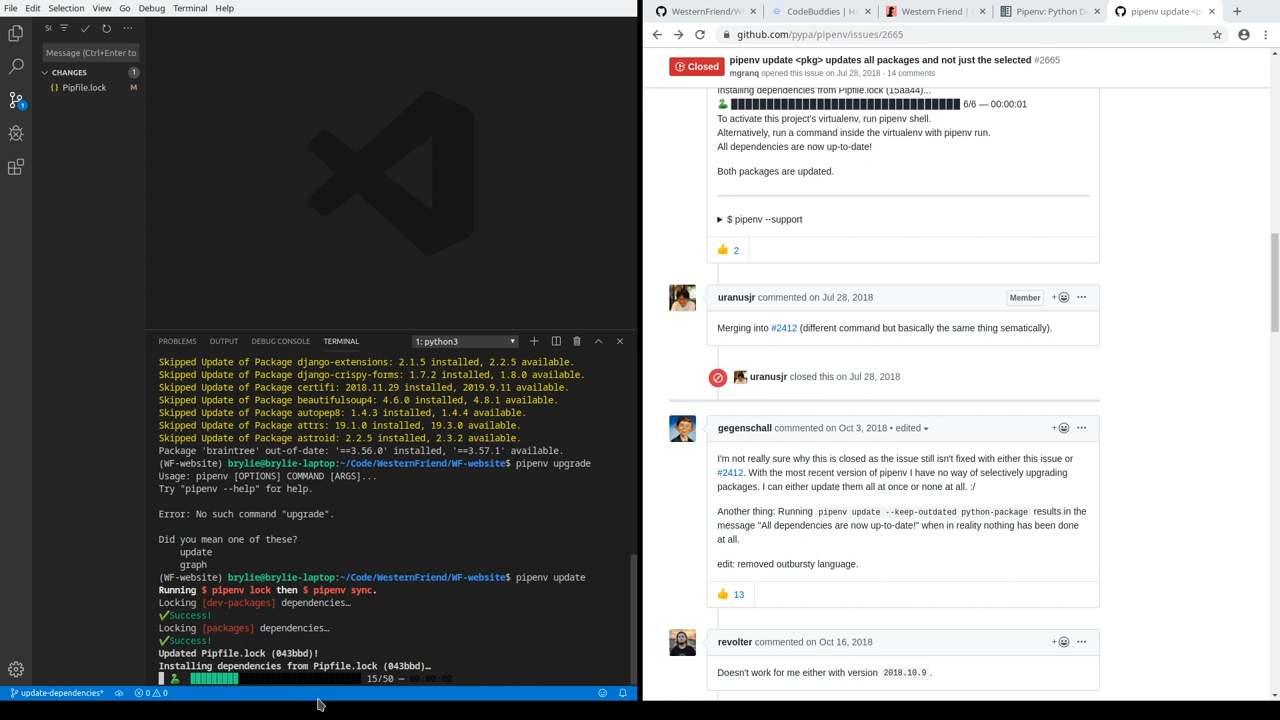 File Edit Selection View Go Debug Terminal Help
Message (Ctrl+Enter to
CHANGES 1
Pipfile.lock M
1
PROBLEMS OUTPUT DEBUG CONSOLE TERMINAL 1: python3
Skipped Update of Package django-extensions: 2.1.5 installed, 2.2.5 available.
Skipped Update of Package django-crispy-forms: 1.7.2 installed, 1.8.0 available.
Skipped Update of Package certifi: 2018.11.29 installed, 2019.9.11 available.
Skipped Update of Package beautifulsoup4: 4.6.0 installed, 4.8.1 available.
Skipped Update of Package autopep8: 1.4.3 installed, 1.4.4 available.
Skipped Update of Package attrs: 19.1.0 installed, 19.3.0 available.
Skipped Update of Package astroid: 2.2.5 installed, 2.3.2 available.
Package 'braintree' out-of-date: '==3.56.0' installed, '==3.57.1' available.
(WF-website) brylie@brylie-laptop:~/Code/WesternFriend/WF-website$ pipenv upgrade
Usage: pipenv [OPTIONS] COMMAND [ARGS]...
Try "pipenv --help" for help.
Error: No such command "upgrade".
Did you mean one of these?
update
graph
(WF-website) brylie@brylie-laptop:~/Code/WesternFriend/WF-website$ pipenv update
Running $ pipenv lock then $ pipenv sync.
Locking [dev-packages] dependencies…
✔Success!
Locking [packages] dependencies…
✔Success!
Updated Pipfile.lock (043bbd)!
Installing dependencies from Pipfile.lock (043bbd)…
15/50 — 00:00:00
update-dependencies* 0 0
WesternFriend/W CodeBuddies | H Western Friend | Pipenv: Python D pipenv update <p
github.com/pypa/pipenv/issues/2665
Closed
pipenv update <pkg> updates all packages and not just the selected #2665
mgranq opened this issue on Jul 28, 2018 · 14 comments
Installing dependencies from Pipfile.lock (15aa44)...
6/6 — 00:00:01
To activate this project's virtualenv, run pipenv shell.
Alternatively, run a command inside the virtualenv with pipenv run.
All dependencies are now up-to-date!
Both packages are updated.
$ pipenv --support
2
uranusjr commented on Jul 28, 2018 Member
Merging into #2412 (different command but basically the same thing sematically).
uranusjr closed this on Jul 28, 2018
gegenschall commented on Oct 3, 2018 • edited
I'm not really sure why this is closed as the issue still isn't fixed with either this issue or
#2412. With the most recent version of pipenv I have no way of selectively upgrading
packages. I can either update them all at once or none at all. :/
Another thing: Running pipenv update --keep-outdated python-package results in the
message "All dependencies are now up-to-date!" when in reality nothing has been done
at all.
edit: removed outbursty language.
13
revolter commented on Oct 16, 2018
Doesn't work for me either with version 2018.10.9 .